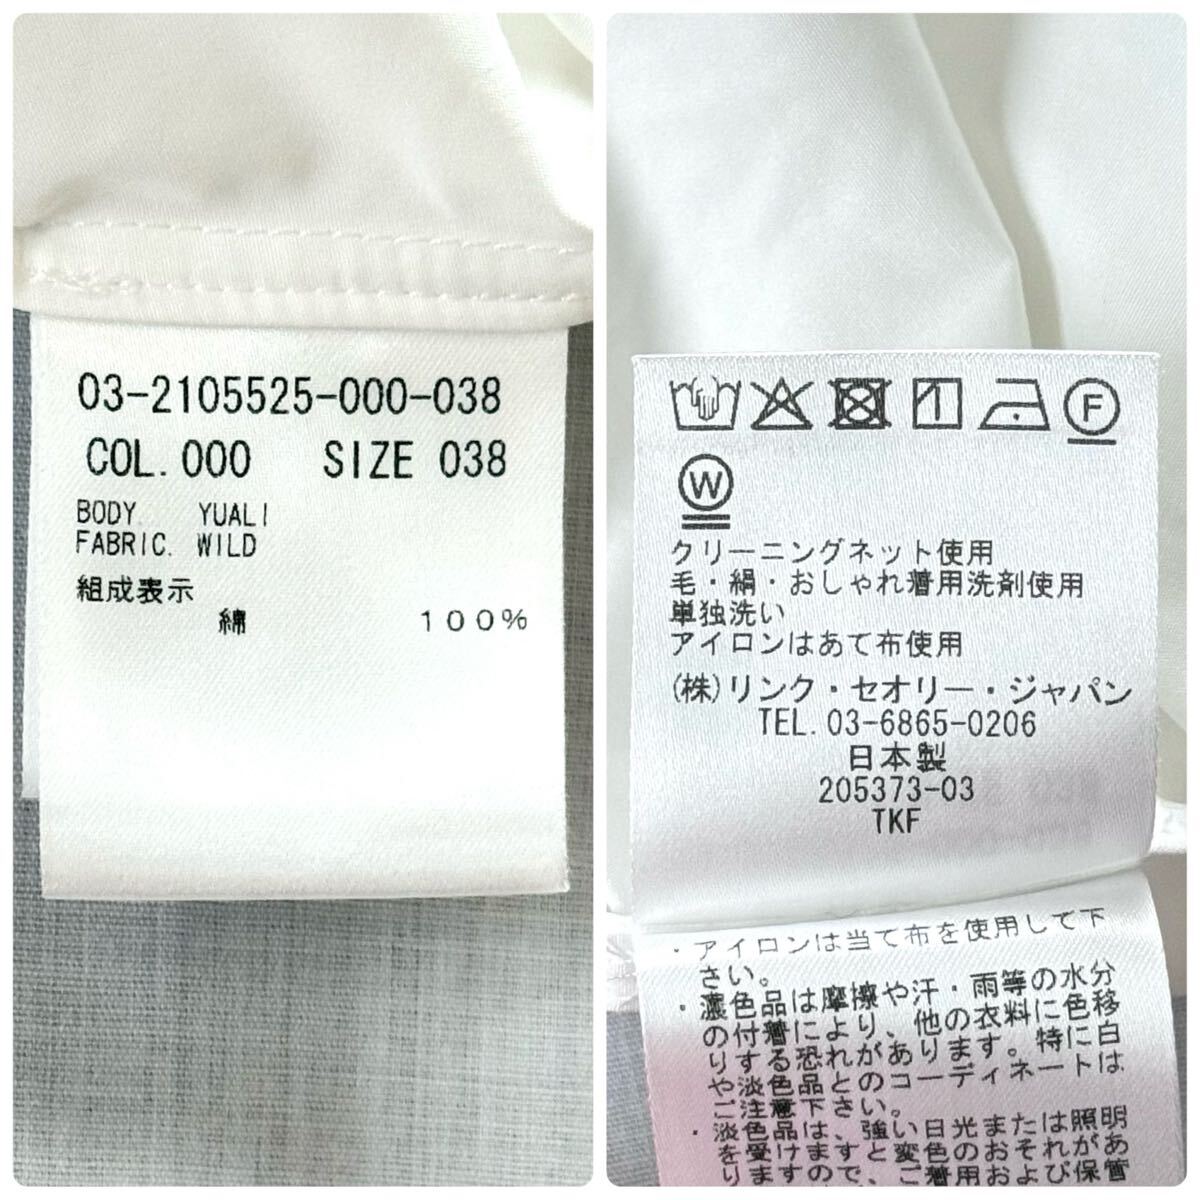 03-2105525-000-038
COL. 000 SIZE 038
BODY. YUALI
FABRIC. WILD
組成表示
綿 100%
W
F
クリーニングネット使用
毛・絹・おしゃれ着用洗剤使用
単独洗い
アイロンはあて布使用
(株)リンク・セオリー・ジャパン
TEL. 03-6865-0206
日本製
205373-03
TKF
・アイロンは当て布を使用して下
さい。
・濃色品は摩擦や汗・雨等の水分
の付着により、他の衣料に色移
りする恐れがあります。特に白
や淡色品とのコーディネートは
ご注意下さい。
・淡色品は、強い日光または照明
を受けますと変色のおそれがあ
りますので、ご着用および保管